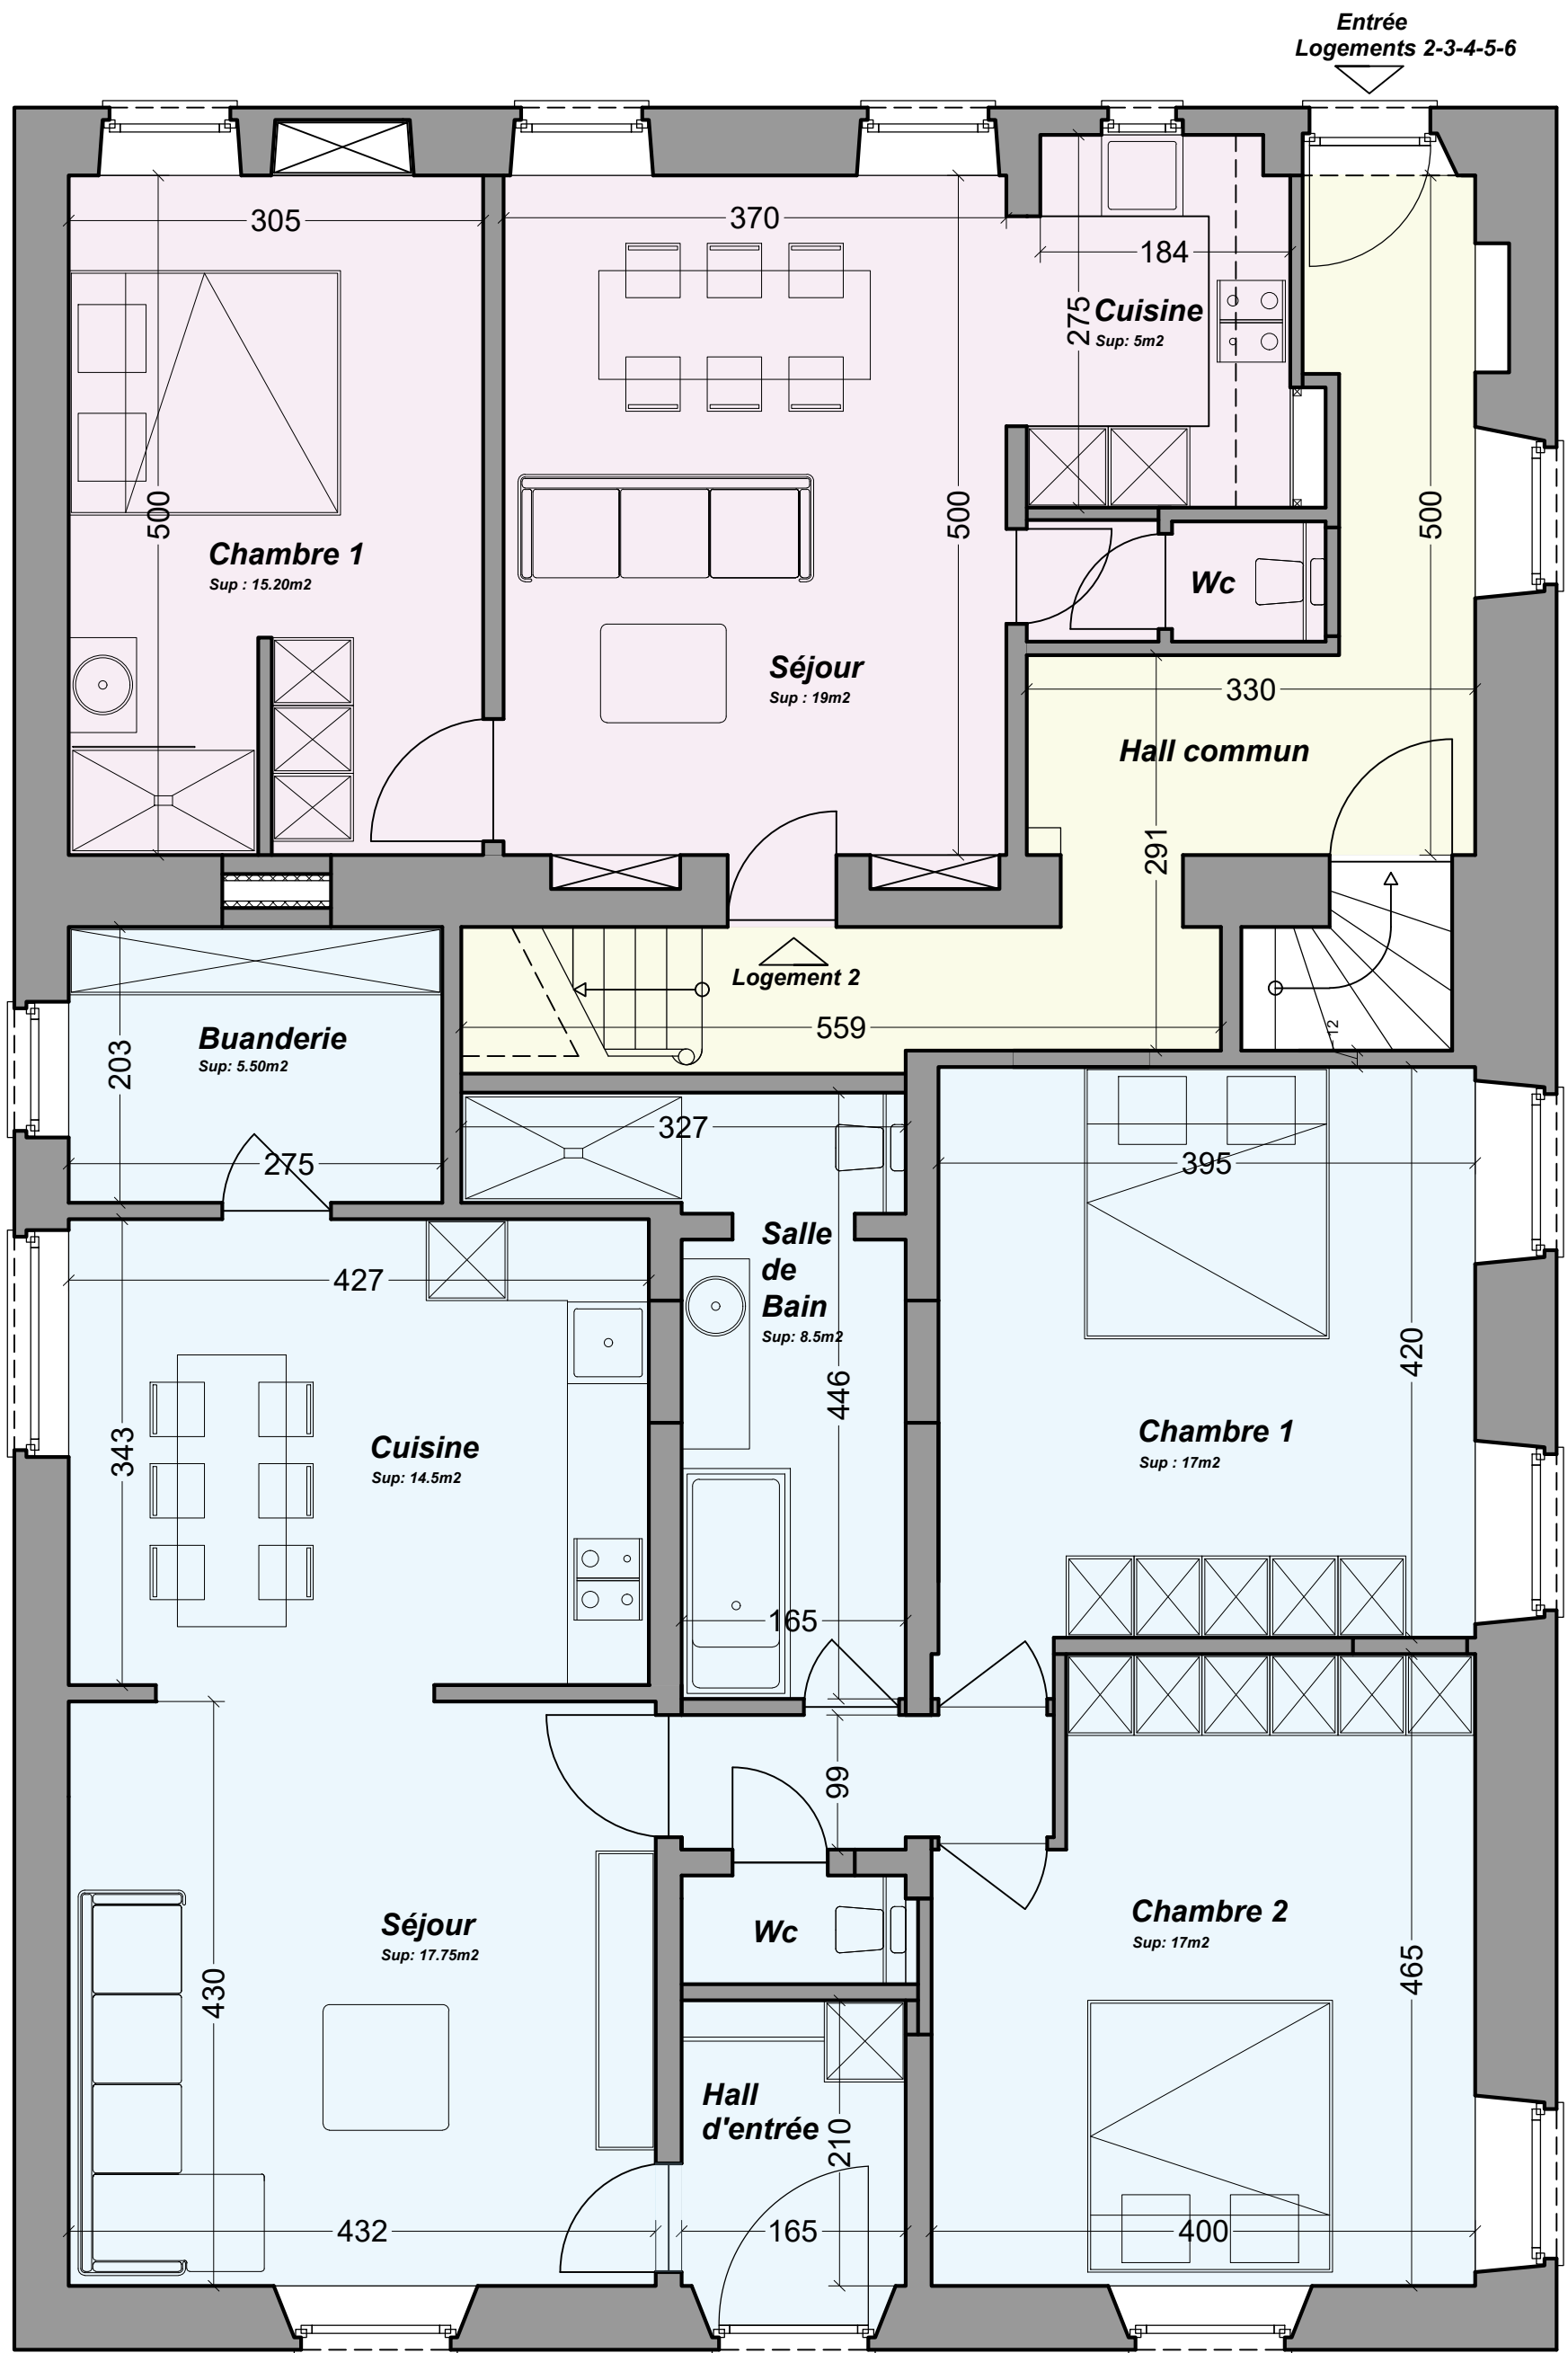 Entrée
Logements 2-3-4-5-6
305
370
184
275
Cuisine
Sup: 5m2
500
500
500
Chambre 1
Sup : 15.20m2
Wc
Séjour
Sup : 19m2
330
Hall commun
291
Logement 2
559
12
Buanderie
Sup: 5.50m2
203
275
327
395
Salle
de
Bain
Sup: 8.5m2
427
446
420
343
Cuisine
Sup: 14.5m2
Chambre 1
Sup : 17m2
165
99
Séjour
Sup: 17.75m2
Wc
Chambre 2
Sup: 17m2
430
465
Hall
d'entrée
210
432
165
400